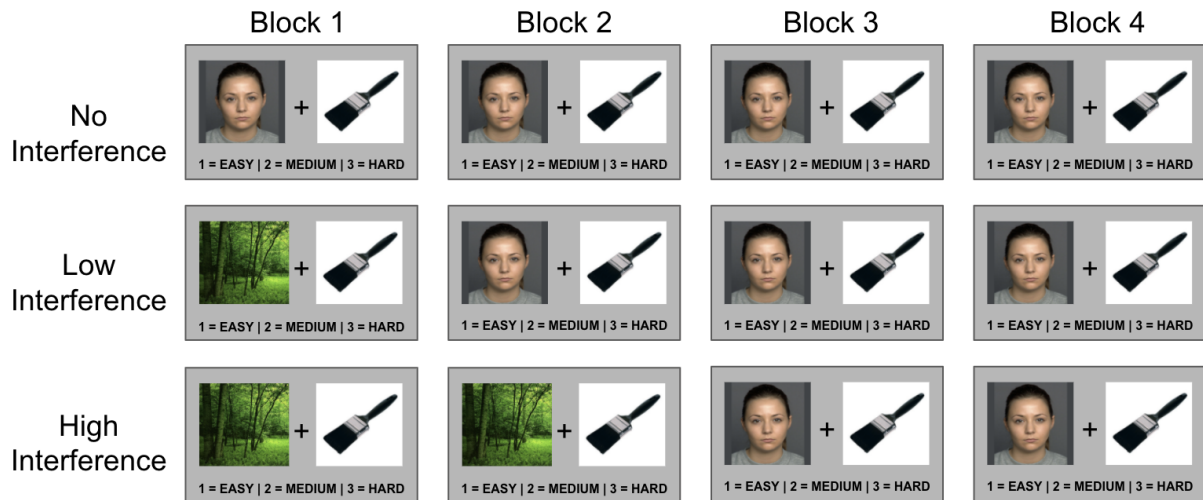 Block 1 Block 2 Block 3 Block 4
No
Interference
+ + + +
1 = EASY | 2 = MEDIUM | 3 = HARD 1 = EASY | 2 = MEDIUM | 3 = HARD 1 = EASY | 2 = MEDIUM | 3 = HARD 1 = EASY | 2 = MEDIUM | 3 = HARD
Low
Interference
+ + + +
1 = EASY | 2 = MEDIUM | 3 = HARD 1 = EASY | 2 = MEDIUM | 3 = HARD 1 = EASY | 2 = MEDIUM | 3 = HARD 1 = EASY | 2 = MEDIUM | 3 = HARD
High
Interference
+ + + +
1 = EASY | 2 = MEDIUM | 3 = HARD 1 = EASY | 2 = MEDIUM | 3 = HARD 1 = EASY | 2 = MEDIUM | 3 = HARD 1 = EASY | 2 = MEDIUM | 3 = HARD